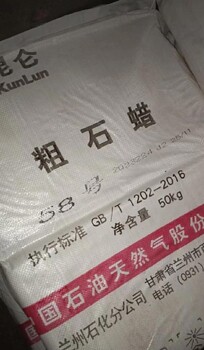 昆仑
KunLun
粗石蜡
58号
执行标准 GB/T 1202-2016
净含量 50kg
国石油天然气股份
兰州石化分公司
甘肃省兰州市
电话(0931)